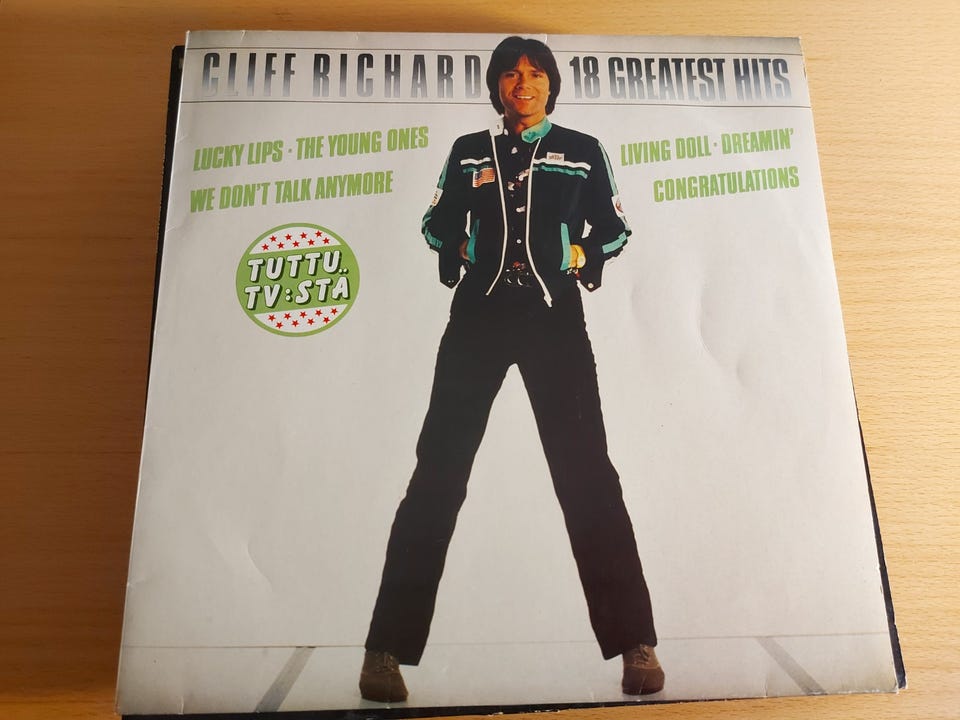 CLIFF RICHARD 18 GREATEST HITS
LUCKY LIPS • THE YOUNG ONES
WE DON'T TALK ANYMORE
LIVING DOLL • DREAMIN'
CONGRATULATIONS
TUTTU
TV:STÄ